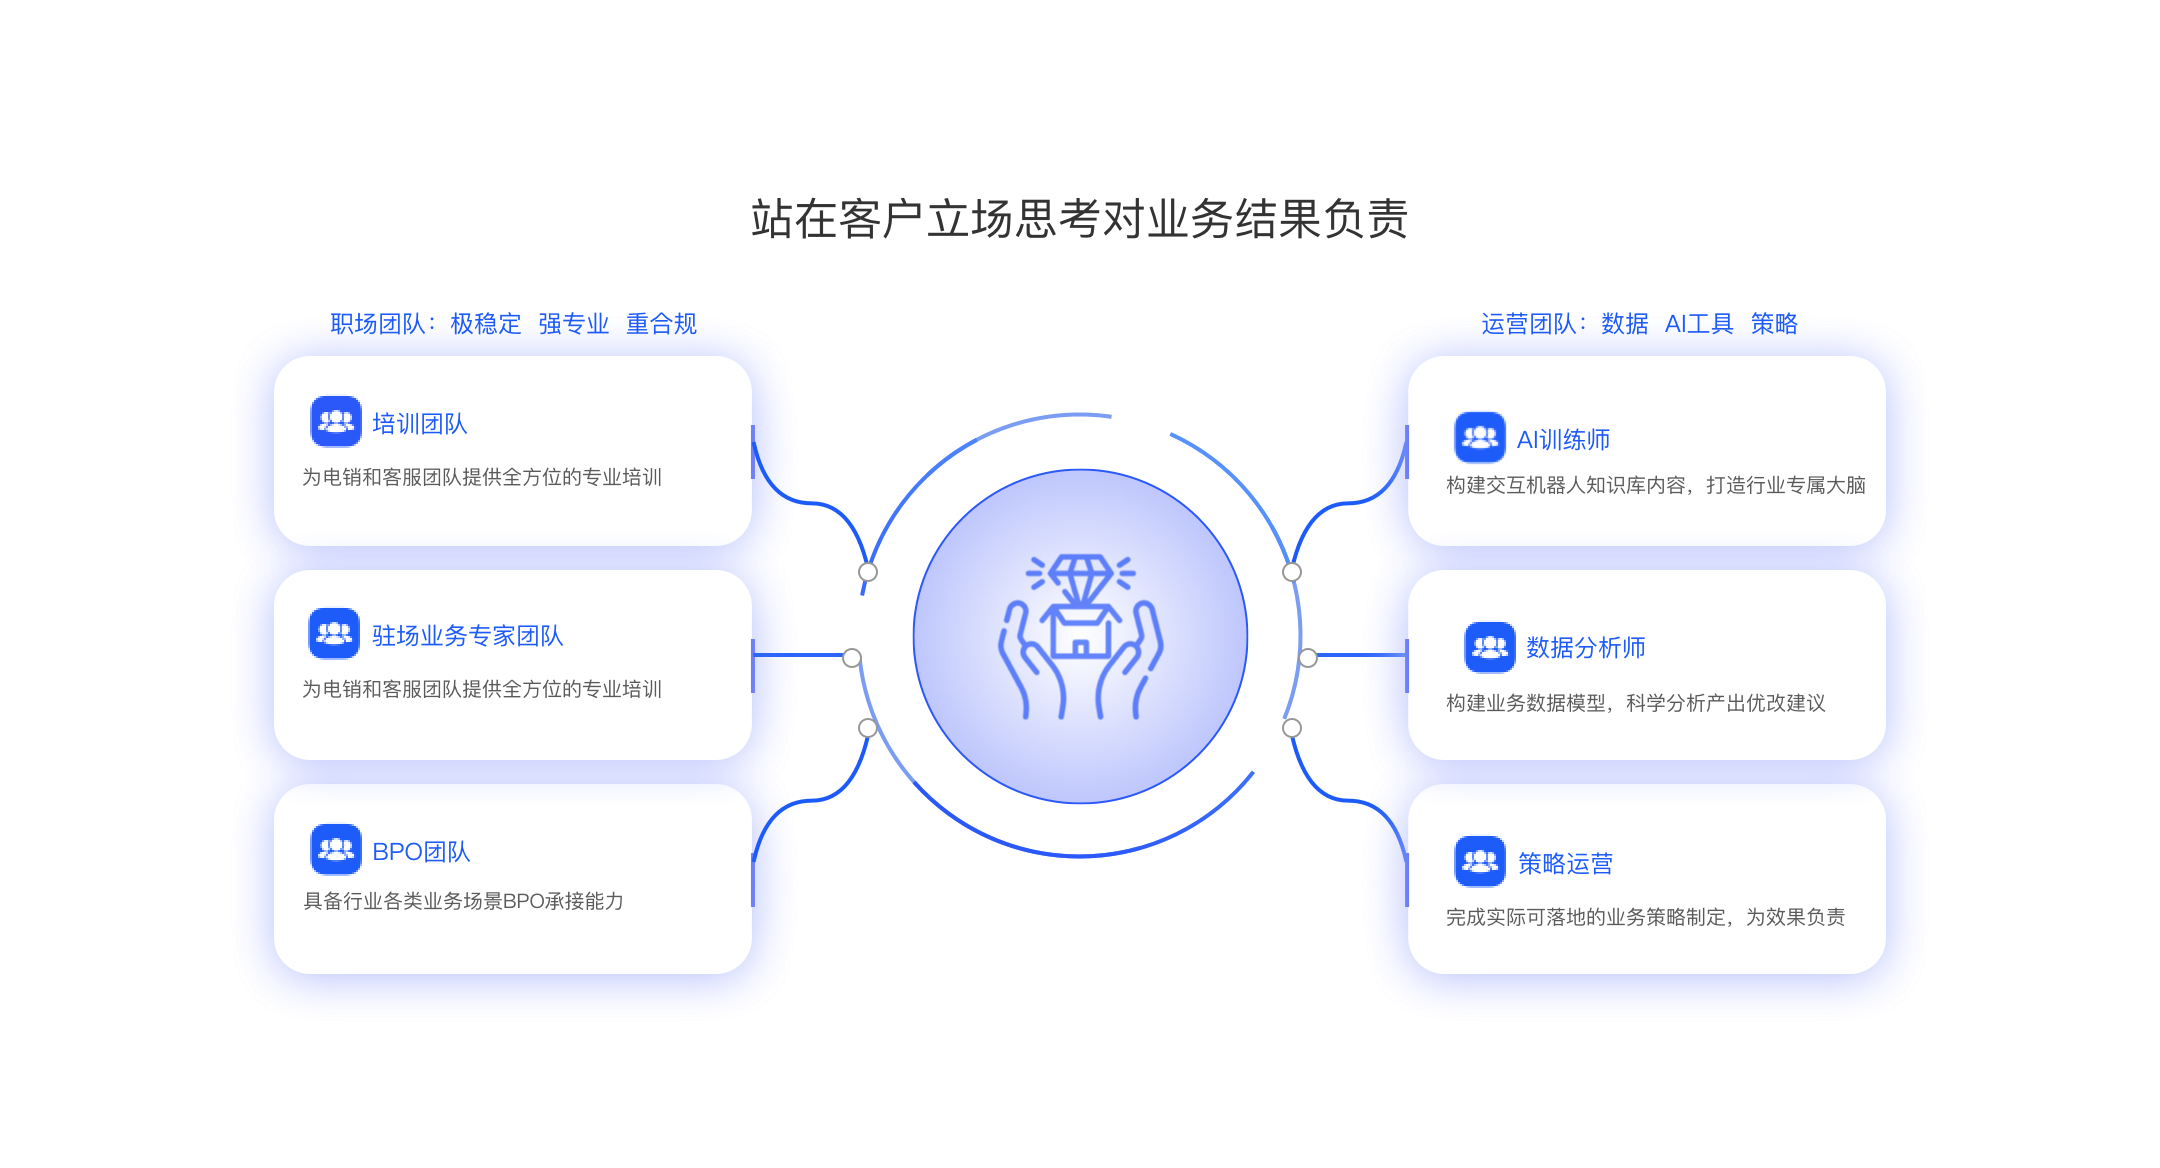 站在客户立场思考对业务结果负责
职场团队：极稳定 强专业 重合规
培训团队
为电销和客服团队提供全方位的专业培训
驻场业务专家团队
为电销和客服团队提供全方位的专业培训
BPO团队
具备行业各类业务场景BPO承接能力
运营团队：数据 AI工具 策略
AI训练师
构建交互机器人知识库内容，打造行业专属大脑
数据分析师
构建业务数据模型，科学分析产出优改建议
策略运营
完成实际可落地的业务策略制定，为效果负责